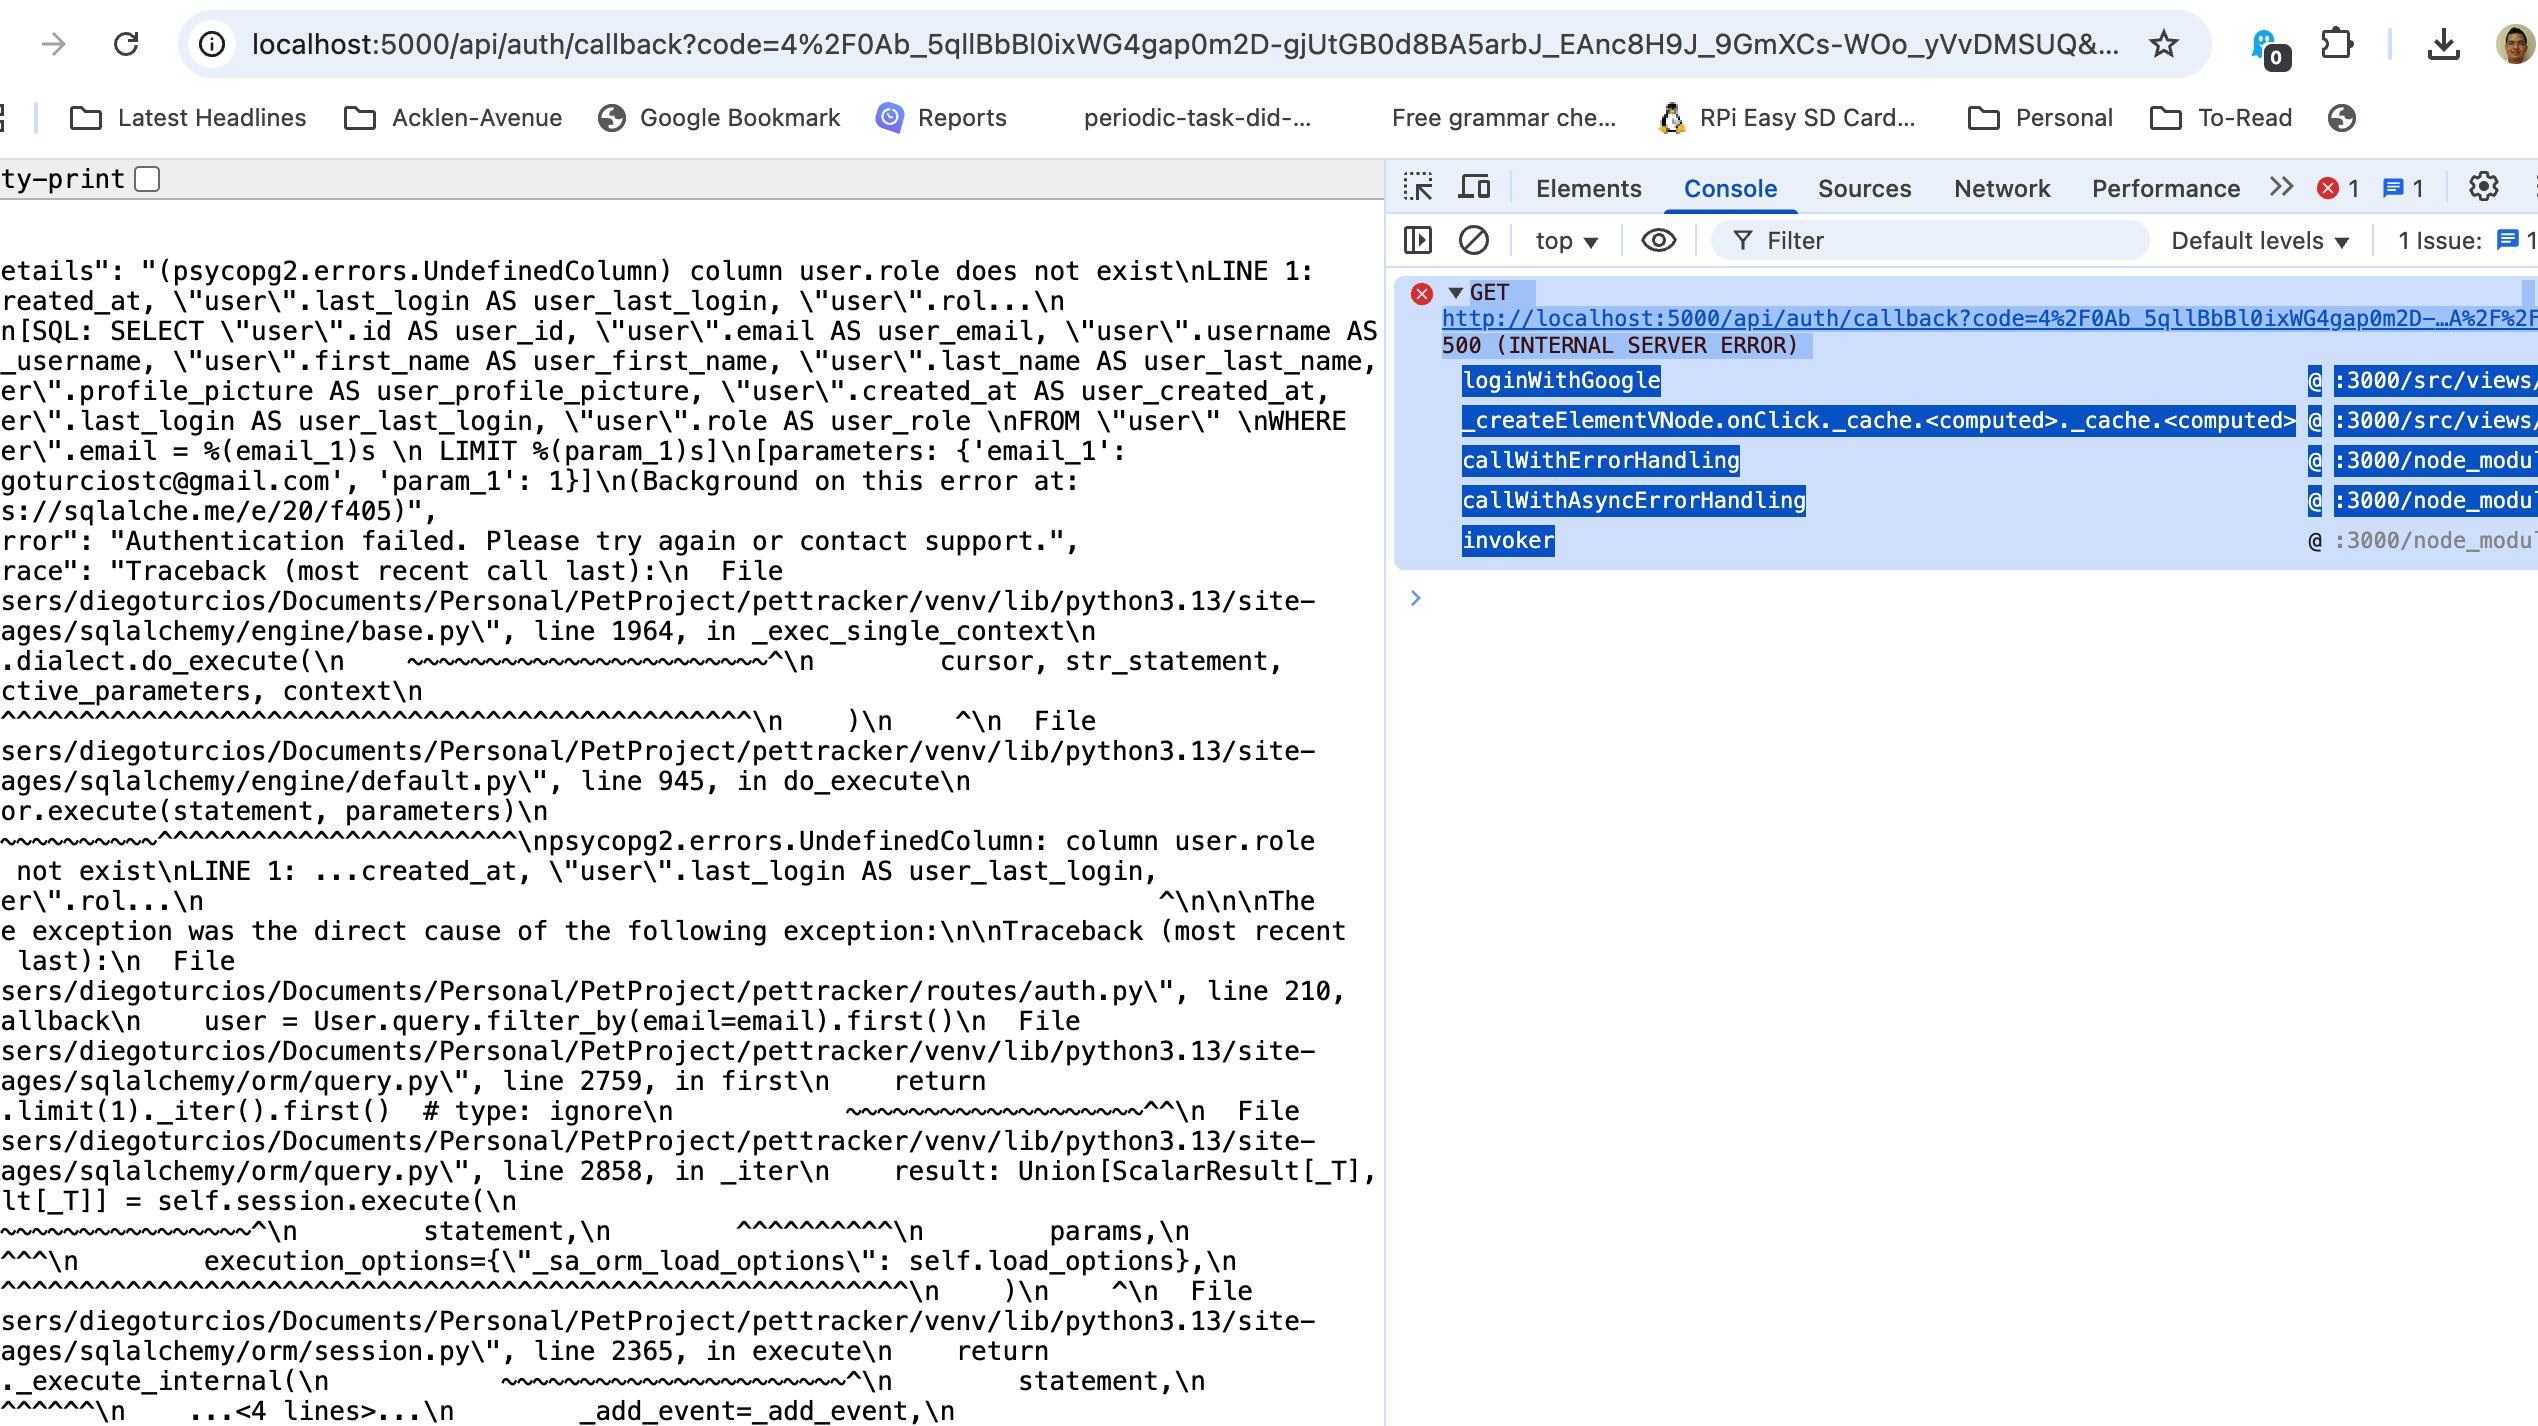 localhost:5000/api/auth/callback?code=4%2F0Ab_5qllBbBl0ixWG4gap0m2D-gjUtGB0d8BA5arbJ_EAnc8H9J_9GmXCs-WOo_yVvDMSUQ&...
0
Latest Headlines
Acklen-Avenue
Google Bookmark
Reports
periodic-task-did-...
Free grammar che...
RPi Easy SD Card...
Personal
To-Read
ty-print
etails": "(psycopg2.errors.UndefinedColumn) column user.role does not exist\nLINE 1:
reated_at, \"user\".last_login AS user_last_login, \"user\".rol...\n
n[SQL: SELECT \"user\".id AS user_id, \"user\".email AS user_email, \"user\".username AS
_username, \"user\".first_name AS user_first_name, \"user\".last_name AS user_last_name,
er\".profile_picture AS user_profile_picture, \"user\".created_at AS user_created_at,
er\".last_login AS user_last_login, \"user\".role AS user_role \nFROM \"user\" \nWHERE
er\".email = %(email_1)s \n LIMIT %(param_1)s]\n[parameters: {'email_1':
goturciostc@gmail.com', 'param_1': 1}]\n(Background on this error at:
s://sqlalche.me/e/20/f405)",
rror": "Authentication failed. Please try again or contact support.",
race": "Traceback (most recent call last):\n  File
sers/diegoturcios/Documents/Personal/PetProject/pettracker/venv/lib/python3.13/site-
ages/sqlalchemy/engine/base.py\", line 1964, in _exec_single_context\n
.dialect.do_execute(\n    ~~~~~~~~~~~~~~~~~~~~~~~^\n        cursor, str_statement,
ctive_parameters, context\n
^^^^^^^^^^^^^^^^^^^^^^^^^^^^^^^^^^^^^^^^^^^^^^^^\n    )\n    ^\n  File
sers/diegoturcios/Documents/Personal/PetProject/pettracker/venv/lib/python3.13/site-
ages/sqlalchemy/engine/default.py\", line 945, in do_execute\n
or.execute(statement, parameters)\n
~~~~~~~~~~^^^^^^^^^^^^^^^^^^^^^^^\npsycopg2.errors.UndefinedColumn: column user.role
not exist\nLINE 1: ...created_at, \"user\".last_login AS user_last_login,
er\".rol...\n                                                             ^\n\n\nThe
e exception was the direct cause of the following exception:\n\nTraceback (most recent
last):\n  File
sers/diegoturcios/Documents/Personal/PetProject/pettracker/routes/auth.py\", line 210,
allback\n    user = User.query.filter_by(email=email).first()\n  File
sers/diegoturcios/Documents/Personal/PetProject/pettracker/venv/lib/python3.13/site-
ages/sqlalchemy/orm/query.py\", line 2759, in first\n    return
.limit(1)._iter().first()  # type: ignore\n           ~~~~~~~~~~~~~~~~~~~^^\n  File
sers/diegoturcios/Documents/Personal/PetProject/pettracker/venv/lib/python3.13/site-
ages/sqlalchemy/orm/query.py\", line 2858, in _iter\n    result: Union[ScalarResult[_T],
lt[_T]] = self.session.execute(\n
~~~~~~~~~~~~~~~~^\n        statement,\n        ^^^^^^^^^^\n        params,\n
^^^\n        execution_options={\"_sa_orm_load_options\": self.load_options},\n
^^^^^^^^^^^^^^^^^^^^^^^^^^^^^^^^^^^^^^^^^^^^^^^^^^^^^^^^^^\n    )\n    ^\n  File
sers/diegoturcios/Documents/Personal/PetProject/pettracker/venv/lib/python3.13/site-
ages/sqlalchemy/orm/session.py\", line 2365, in execute\n    return
._execute_internal(\n           ~~~~~~~~~~~~~~~~~~~~~~^\n        statement,\n
^^^^^^\n    ...<4 lines>...\n        _add_event=_add_event,\n
Elements
Console
Sources
Network
Performance
1
1
top
Filter
Default levels
1 Issue:
1
GET
http://localhost:5000/api/auth/callback?code=4%2F0Ab_5qllBbBl0ixWG4gap0m2D-…A%2F%2F
500 (INTERNAL SERVER ERROR)
loginWithGoogle @ :3000/src/views/
_createElementVNode.onClick._cache.<computed>._cache.<computed> @ :3000/src/views/
callWithErrorHandling @ :3000/node_modul
callWithAsyncErrorHandling @ :3000/node_modul
invoker @ :3000/node_modul